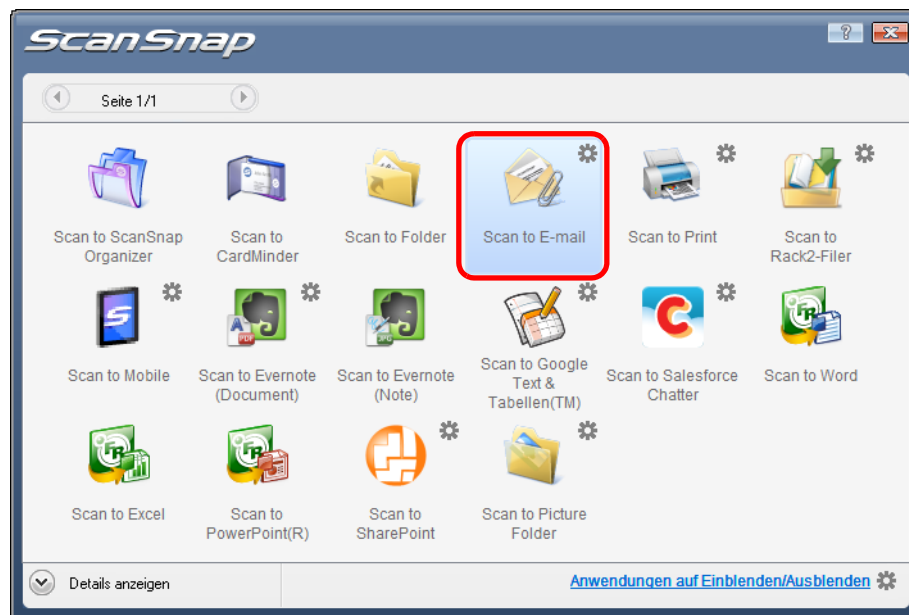 ScanSnap
?
Seite 1/1
Scan to ScanSnap
Organizer
Scan to
CardMinder
Scan to Folder
Scan to E-mail
Scan to Print
Scan to
Rack2-Filer
Scan to Mobile
Scan to Evernote
(Document)
Scan to Evernote
(Note)
Scan to Google
Text &
Tabellen(TM)
Scan to Salesforce
Chatter
Scan to Word
Scan to Excel
Scan to
PowerPoint(R)
Scan to
SharePoint
Scan to Picture
Folder
Details anzeigen
Anwendungen auf Einblenden/Ausblenden